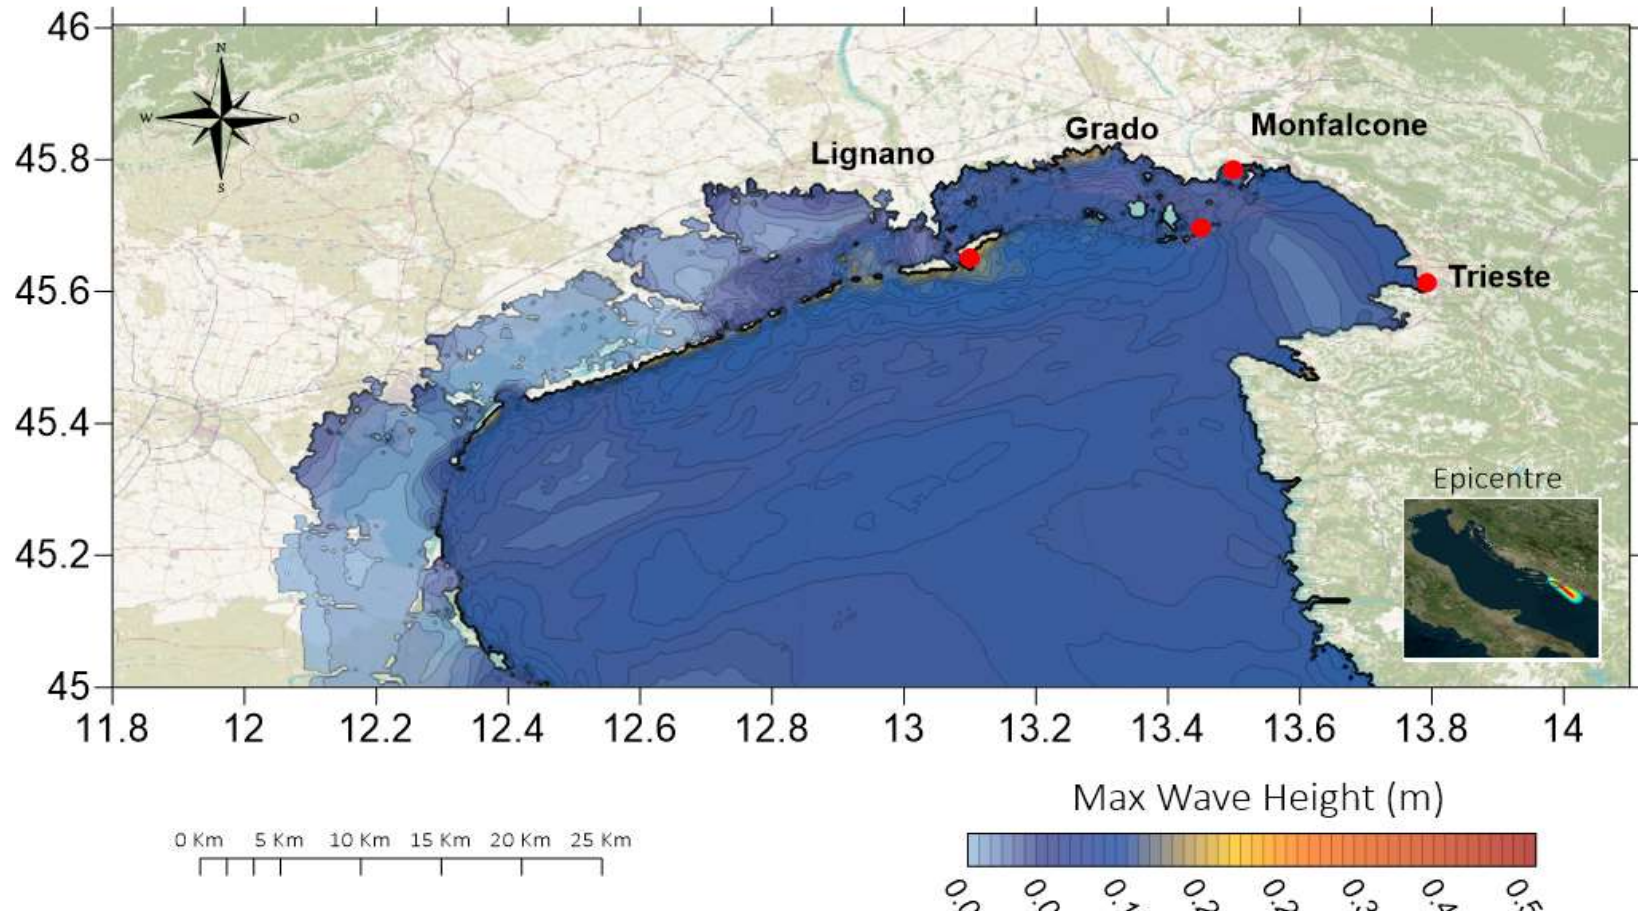 46
45.8
45.6
45.4
45.2
45
N
W
O
S
Lignano
Grado
Monfalcone
Trieste
Epicentre
11.8 12 12.2 12.4 12.6 12.8 13 13.2 13.4 13.6 13.8 14
Max Wave Height (m)
0 Km 5 Km 10 Km 15 Km 20 Km 25 Km